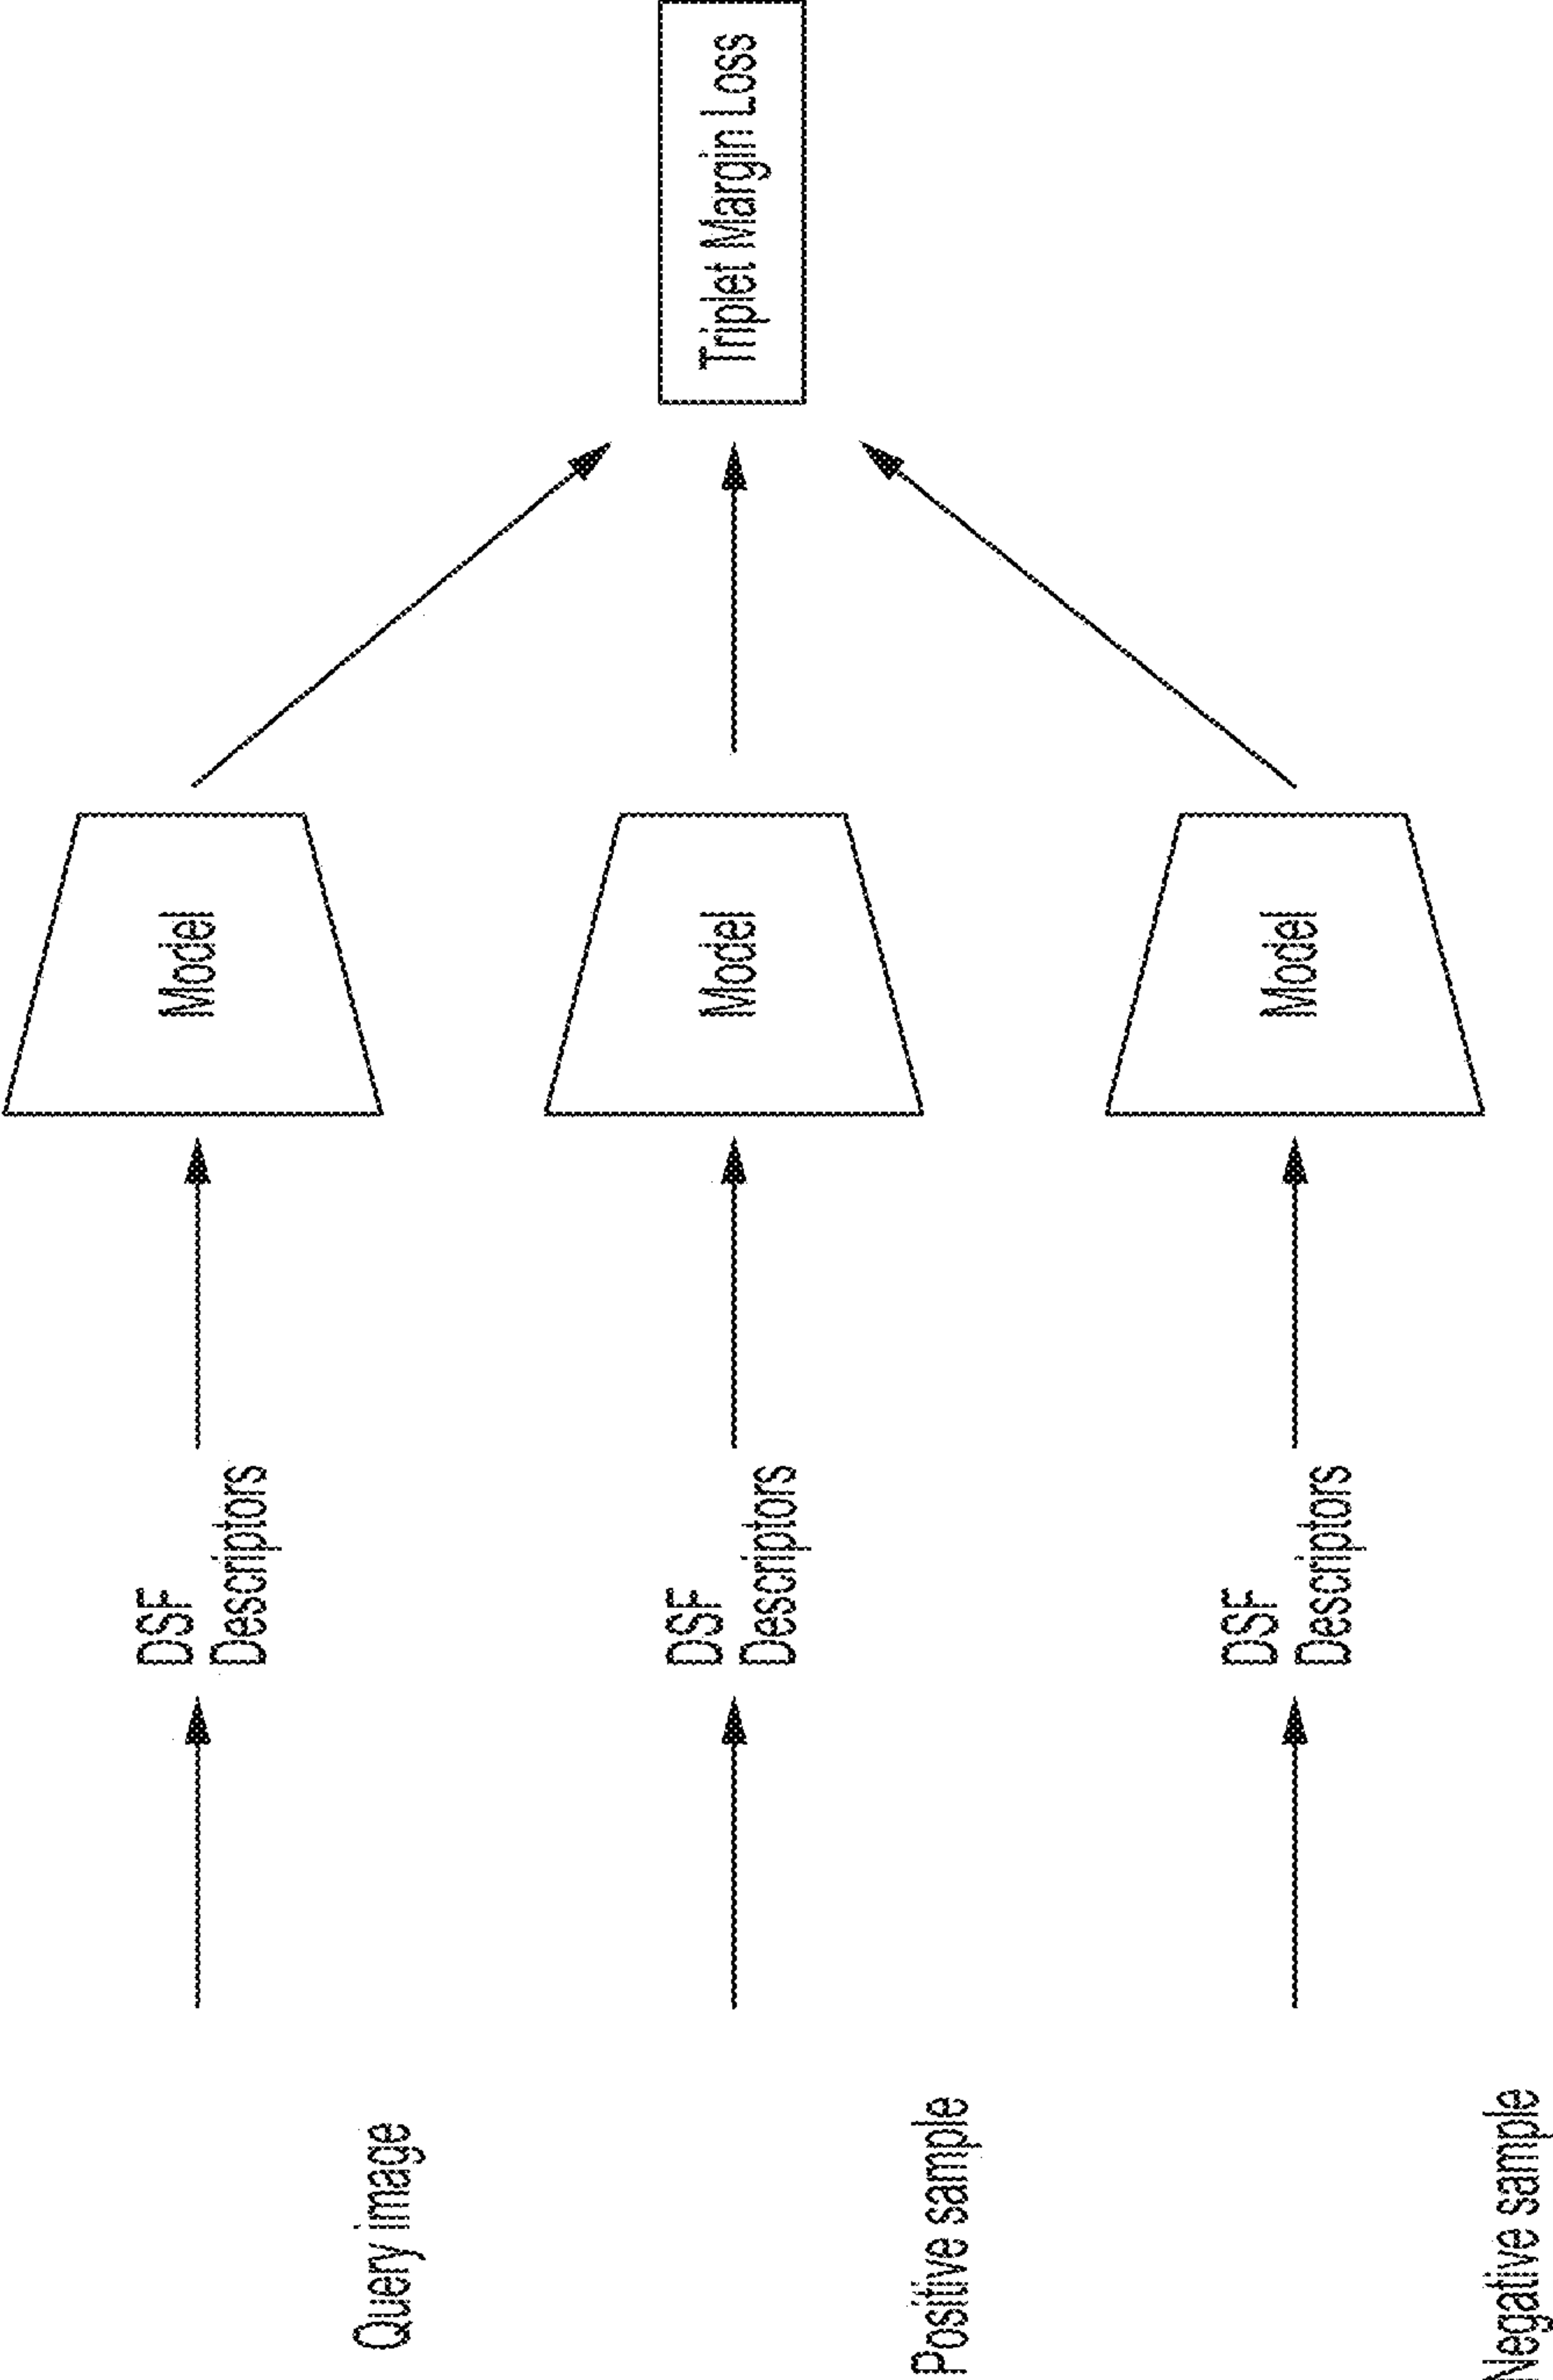 Query image
DSF
Descriptors
Model
Positive sample
DSF
Descriptors
Model
Triplet Margin Loss
Negative sample
DSF
Descriptors
Model